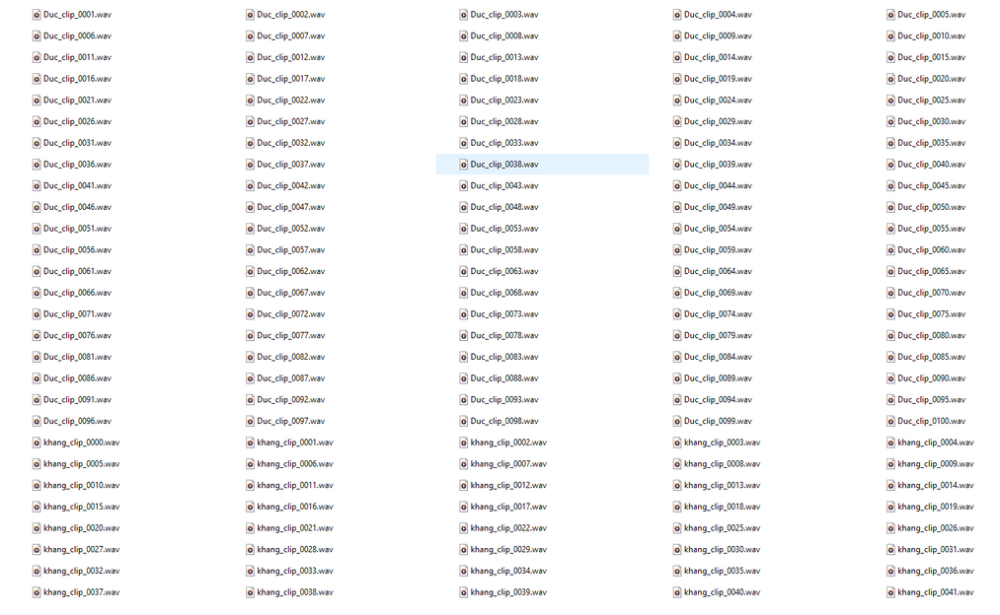 Duc_clip_0001.wav Duc_clip_0002.wav Duc_clip_0003.wav Duc_clip_0004.wav Duc_clip_0005.wav
Duc_clip_0006.wav Duc_clip_0007.wav Duc_clip_0008.wav Duc_clip_0009.wav Duc_clip_0010.wav
Duc_clip_0011.wav Duc_clip_0012.wav Duc_clip_0013.wav Duc_clip_0014.wav Duc_clip_0015.wav
Duc_clip_0016.wav Duc_clip_0017.wav Duc_clip_0018.wav Duc_clip_0019.wav Duc_clip_0020.wav
Duc_clip_0021.wav Duc_clip_0022.wav Duc_clip_0023.wav Duc_clip_0024.wav Duc_clip_0025.wav
Duc_clip_0026.wav Duc_clip_0027.wav Duc_clip_0028.wav Duc_clip_0029.wav Duc_clip_0030.wav
Duc_clip_0031.wav Duc_clip_0032.wav Duc_clip_0033.wav Duc_clip_0034.wav Duc_clip_0035.wav
Duc_clip_0036.wav Duc_clip_0037.wav Duc_clip_0038.wav Duc_clip_0039.wav Duc_clip_0040.wav
Duc_clip_0041.wav Duc_clip_0042.wav Duc_clip_0043.wav Duc_clip_0044.wav Duc_clip_0045.wav
Duc_clip_0046.wav Duc_clip_0047.wav Duc_clip_0048.wav Duc_clip_0049.wav Duc_clip_0050.wav
Duc_clip_0051.wav Duc_clip_0052.wav Duc_clip_0053.wav Duc_clip_0054.wav Duc_clip_0055.wav
Duc_clip_0056.wav Duc_clip_0057.wav Duc_clip_0058.wav Duc_clip_0059.wav Duc_clip_0060.wav
Duc_clip_0061.wav Duc_clip_0062.wav Duc_clip_0063.wav Duc_clip_0064.wav Duc_clip_0065.wav
Duc_clip_0066.wav Duc_clip_0067.wav Duc_clip_0068.wav Duc_clip_0069.wav Duc_clip_0070.wav
Duc_clip_0071.wav Duc_clip_0072.wav Duc_clip_0073.wav Duc_clip_0074.wav Duc_clip_0075.wav
Duc_clip_0076.wav Duc_clip_0077.wav Duc_clip_0078.wav Duc_clip_0079.wav Duc_clip_0080.wav
Duc_clip_0081.wav Duc_clip_0082.wav Duc_clip_0083.wav Duc_clip_0084.wav Duc_clip_0085.wav
Duc_clip_0086.wav Duc_clip_0087.wav Duc_clip_0088.wav Duc_clip_0089.wav Duc_clip_0090.wav
Duc_clip_0091.wav Duc_clip_0092.wav Duc_clip_0093.wav Duc_clip_0094.wav Duc_clip_0095.wav
Duc_clip_0096.wav Duc_clip_0097.wav Duc_clip_0098.wav Duc_clip_0099.wav Duc_clip_0100.wav
khang_clip_0000.wav khang_clip_0001.wav khang_clip_0002.wav khang_clip_0003.wav khang_clip_0004.wav
khang_clip_0005.wav khang_clip_0006.wav khang_clip_0007.wav khang_clip_0008.wav khang_clip_0009.wav
khang_clip_0010.wav khang_clip_0011.wav khang_clip_0012.wav khang_clip_0013.wav khang_clip_0014.wav
khang_clip_0015.wav khang_clip_0016.wav khang_clip_0017.wav khang_clip_0018.wav khang_clip_0019.wav
khang_clip_0020.wav khang_clip_0021.wav khang_clip_0022.wav khang_clip_0025.wav khang_clip_0026.wav
khang_clip_0027.wav khang_clip_0028.wav khang_clip_0029.wav khang_clip_0030.wav khang_clip_0031.wav
khang_clip_0032.wav khang_clip_0033.wav khang_clip_0034.wav khang_clip_0035.wav khang_clip_0036.wav
khang_clip_0037.wav khang_clip_0038.wav khang_clip_0039.wav khang_clip_0040.wav khang_clip_0041.wav